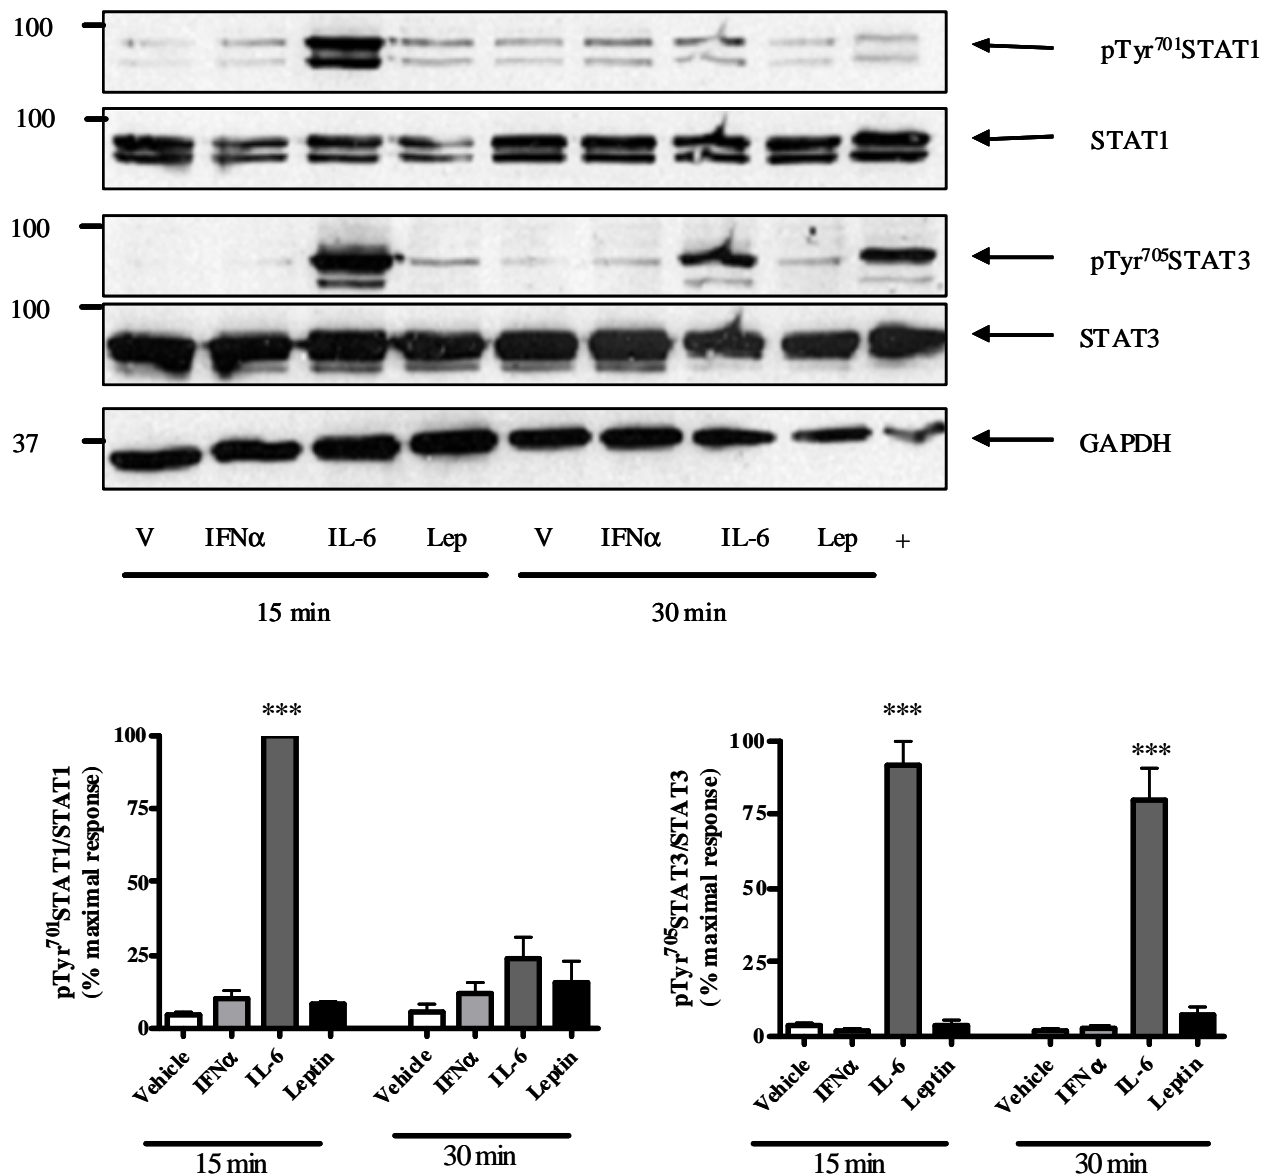 100
pTyr⁷⁰¹STAT1
100
STAT1
100
pTyr⁷⁰⁵STAT3
100
STAT3
37
GAPDH
V IFNα IL-6 Lep V IFNα IL-6 Lep +
15 min 30 min
***
100
75
50
25
0
pTyr⁷⁰¹STAT1/STAT1
(% maximal response)
Vehicle IFNα IL-6 Leptin Vehicle IFNα IL-6 Leptin
15 min 30 min
***
***
100
75
50
25
0
pTyr⁷⁰⁵STAT3/STAT3
(% maximal response)
Vehicle IFNα IL-6 Leptin Vehicle IFNα IL-6 Leptin
15 min 30 min